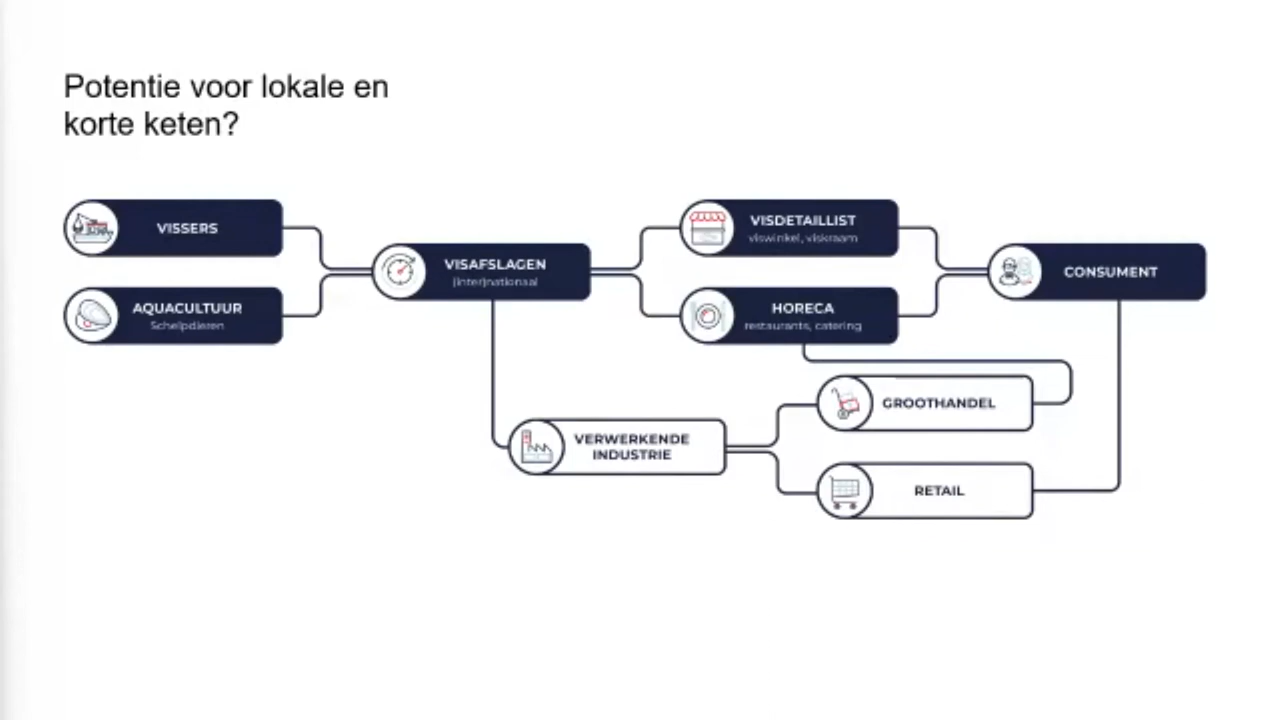 Potentie voor lokale en
korte keten?
VISSERS
AQUACULTUUR
Schelpdieren
VISAFSLAGEN
(inter)nationaal
VISDETAILLIST
viswinkel, viskraam
HORECA
restaurants, catering
CONSUMENT
GROOTHANDEL
VERWERKENDE
INDUSTRIE
RETAIL